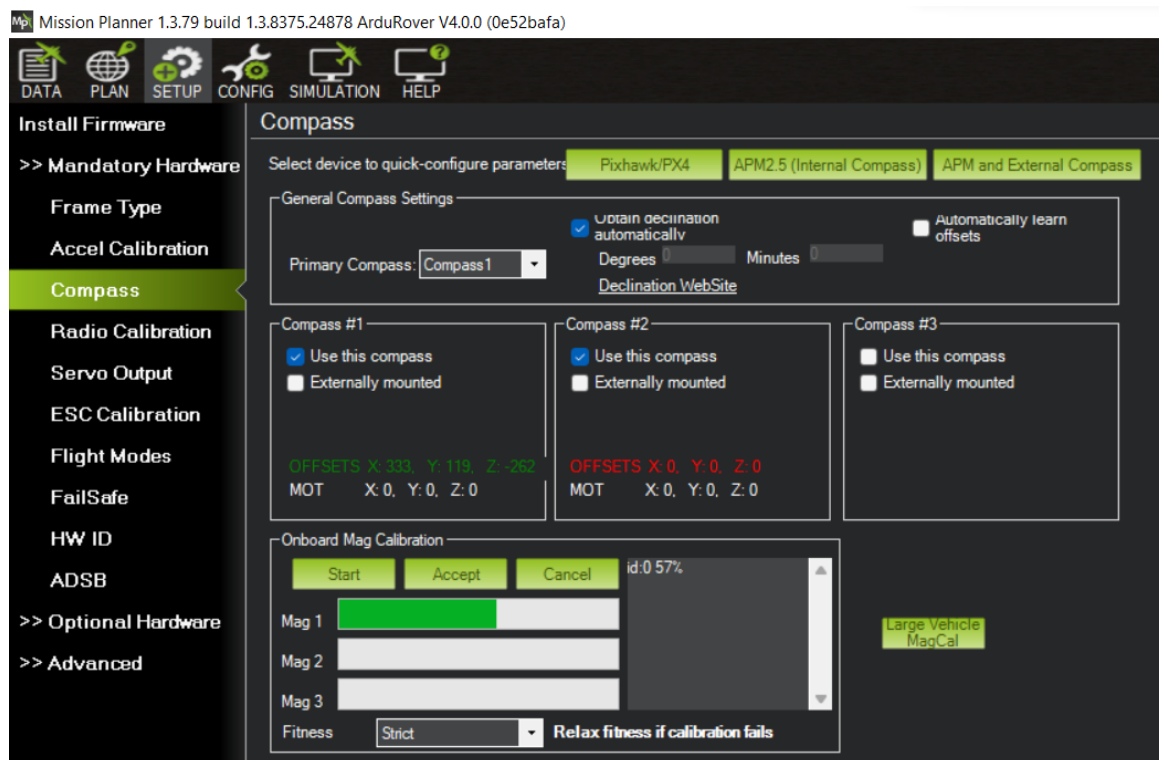 Mission Planner 1.3.79 build 1.3.8375.24878 ArduRover V4.0.0 (0e52bafa)
DATA PLAN SETUP CONFIG SIMULATION HELP
Install Firmware
>> Mandatory Hardware
Frame Type
Accel Calibration
Compass
Radio Calibration
Servo Output
ESC Calibration
Flight Modes
FailSafe
HW ID
ADSB
>> Optional Hardware
>> Advanced
Compass
Select device to quick-configure parameters
Pixhawk/PX4
APM2.5 (Internal Compass)
APM and External Compass
General Compass Settings
Primary Compass: Compass1
Obtain declination
automatically
Degrees 0 Minutes 0
Declination WebSite
Automatically learn
offsets
Compass #1
Use this compass
Externally mounted
OFFSETS X: 333, Y: 119, Z: -262
MOT X: 0, Y: 0, Z: 0
Compass #2
Use this compass
Externally mounted
OFFSETS X: 0, Y: 0, Z: 0
MOT X: 0, Y: 0, Z: 0
Compass #3
Use this compass
Externally mounted
Onboard Mag Calibration
Start Accept Cancel
id:0 57%
Mag 1
Mag 2
Mag 3
Fitness Strict Relax fitness if calibration fails
Large Vehicle
MagCal